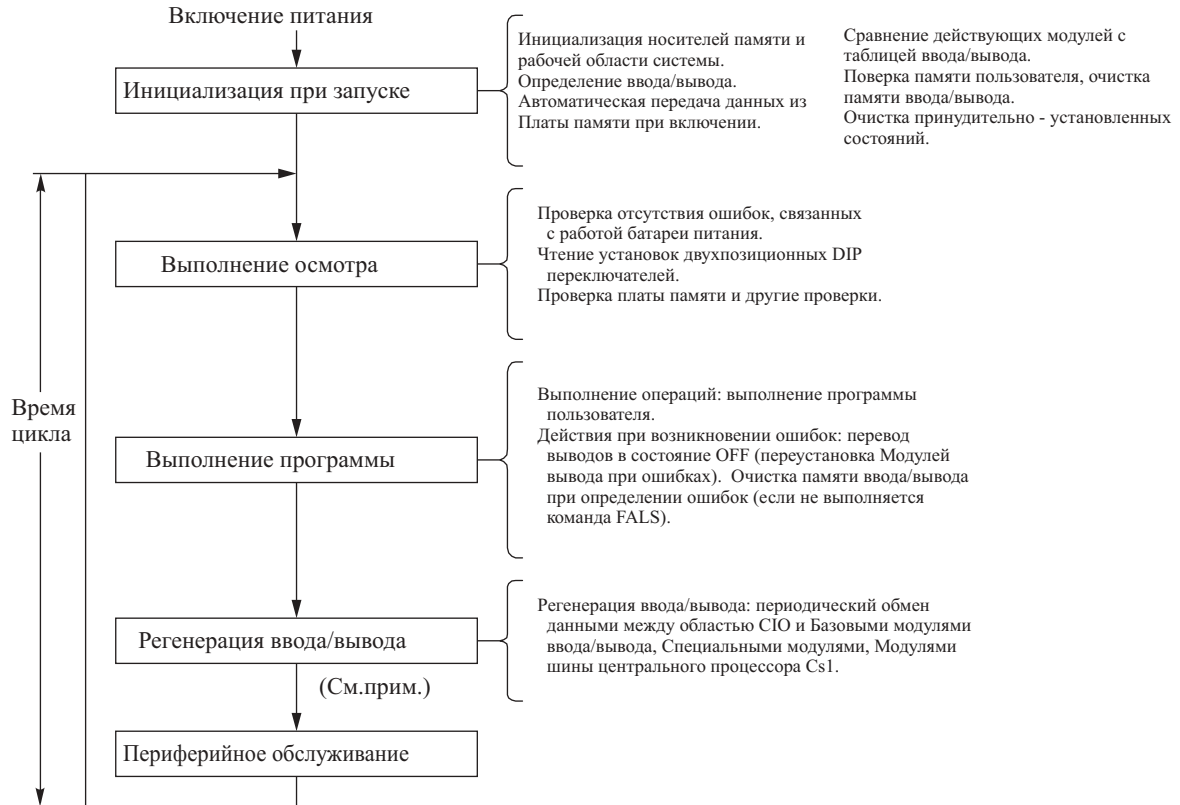 Включение питания
Инициализация при запуске
Инициализация носителей памяти и
рабочей области системы.
Определение ввода/вывода.
Автоматическая передача данных из
Платы памяти при включении.
Сравнение действующих модулей с
таблицей ввода/вывода.
Поверка памяти пользователя, очистка
памяти ввода/вывода.
Очистка принудительно - установленных
состояний.
Выполнение осмотра
Проверка отсутствия ошибок, связанных
с работой батареи питания.
Чтение установок двухпозиционных DIP
переключателей.
Проверка платы памяти и другие проверки.
Время
цикла
Выполнение программы
Выполнение операций: выполнение программы
пользователя.
Действия при возникновении ошибок: перевод
выводов в состояние OFF (переустановка Модулей
вывода при ошибках). Очистка памяти ввода/вывода
при определении ошибок (если не выполняется
команда FALS).
Регенерация ввода/вывода
Регенерация ввода/вывода: периодический обмен
данными между областью CIO и Базовыми модулями
ввода/вывода, Специальными модулями, Модулями
шины центрального процессора Cs1.
(См.прим.)
Периферийное обслуживание